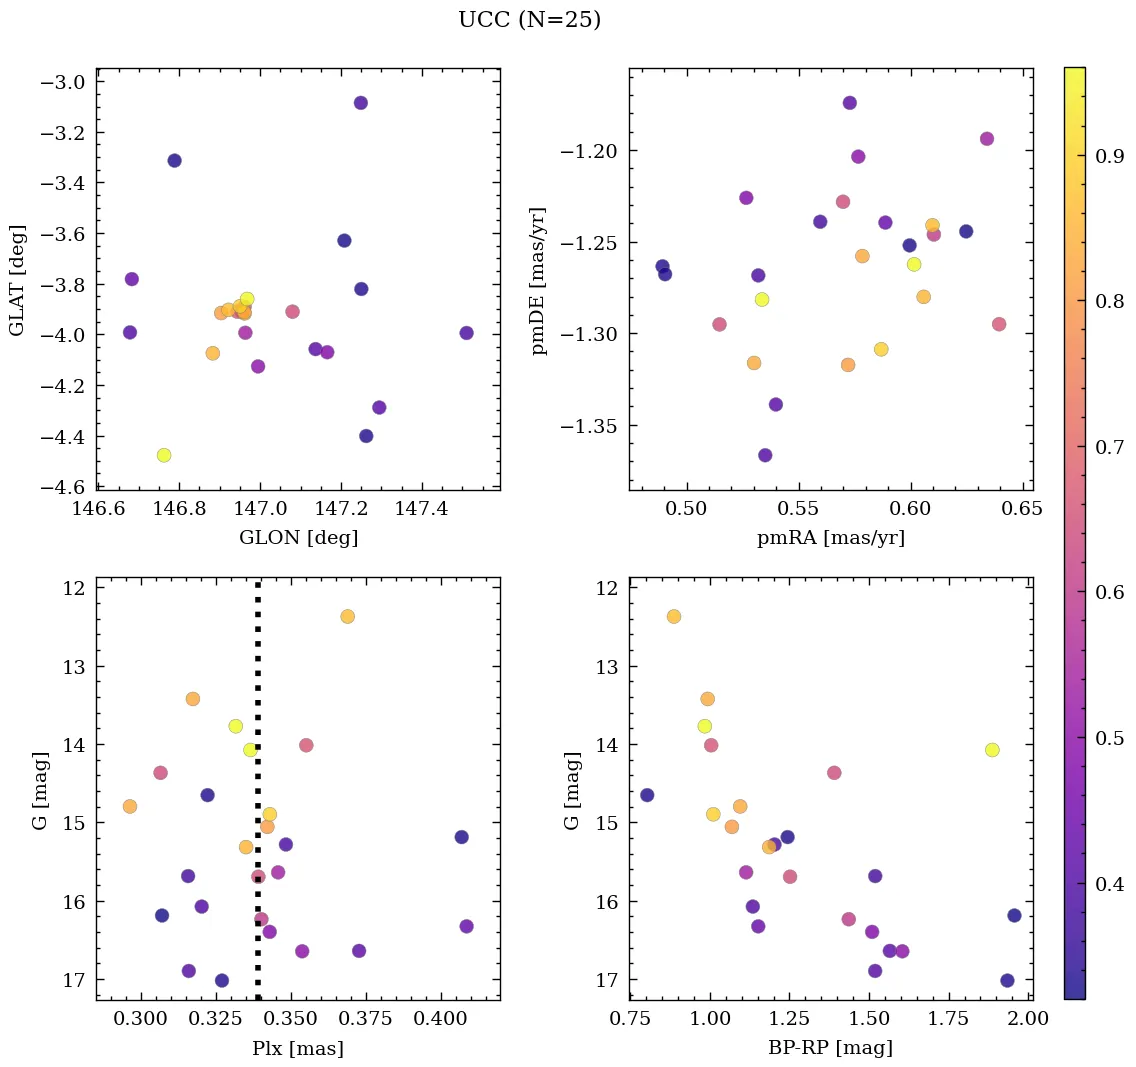 UCC (N=25)
−3.0
−3.2
−3.4
−3.6
−3.8
−4.0
−4.2
−4.4
−4.6
GLAT [deg]
146.6 146.8 147.0 147.2 147.4
GLON [deg]
−1.20
−1.25
−1.30
−1.35
pmDE [mas/yr]
0.50 0.55 0.60 0.65
pmRA [mas/yr]
12
13
14
15
16
17
G [mag]
0.300 0.325 0.350 0.375 0.400
Plx [mas]
12
13
14
15
16
17
G [mag]
0.75 1.00 1.25 1.50 1.75 2.00
BP-RP [mag]
0.9
0.8
0.7
0.6
0.5
0.4